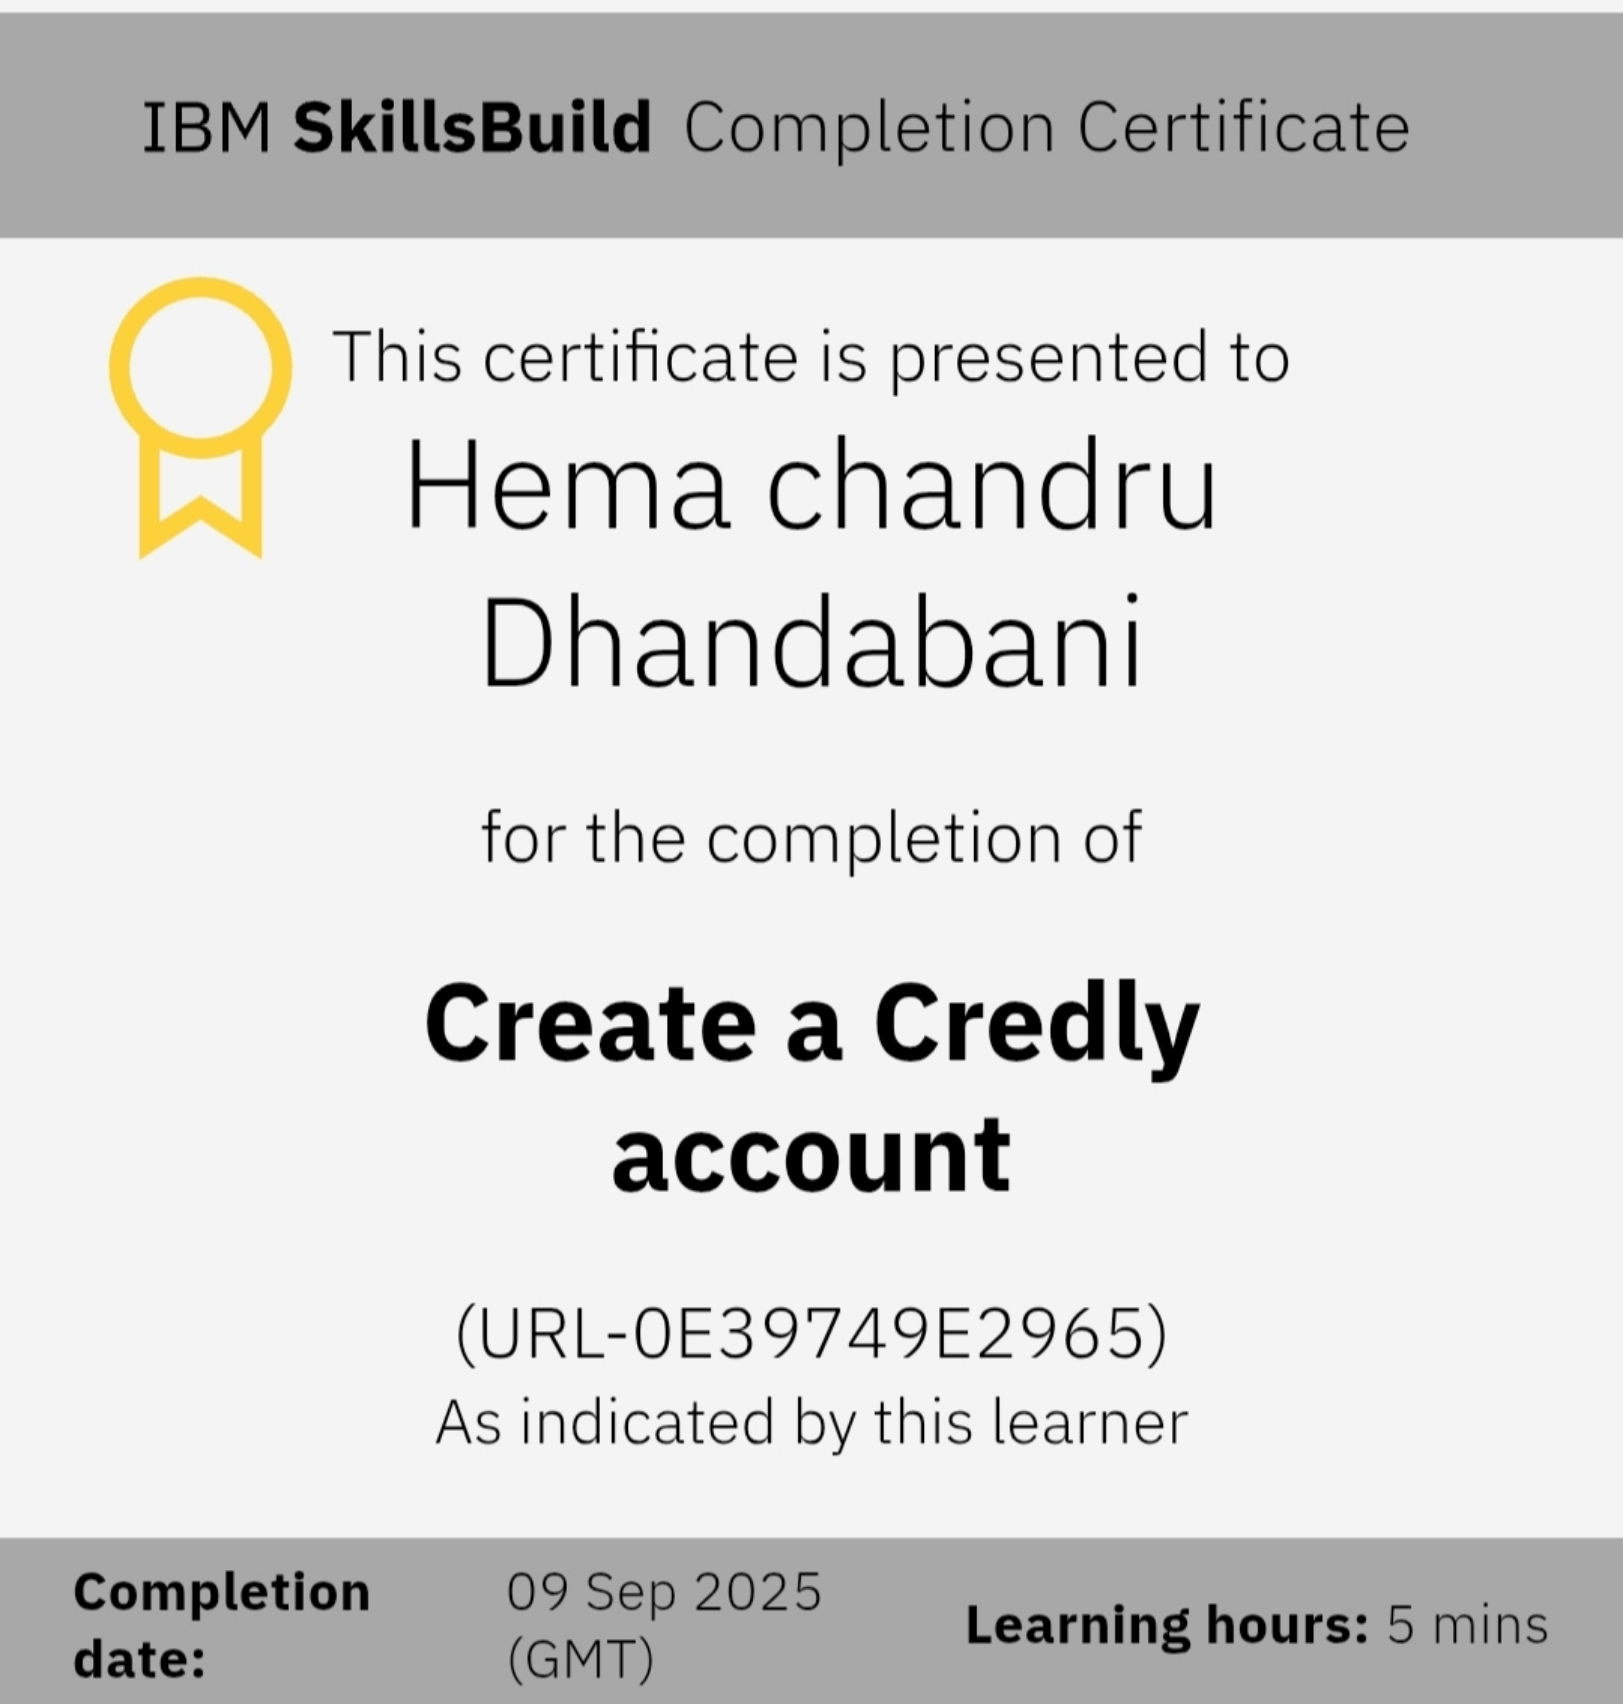 IBM SkillsBuild Completion Certificate
This certificate is presented to
Hema chandru
Dhandabani
for the completion of
Create a Credly
account
(URL-0E39749E2965)
As indicated by this learner
Completion
date:
09 Sep 2025
(GMT)
Learning hours: 5 mins